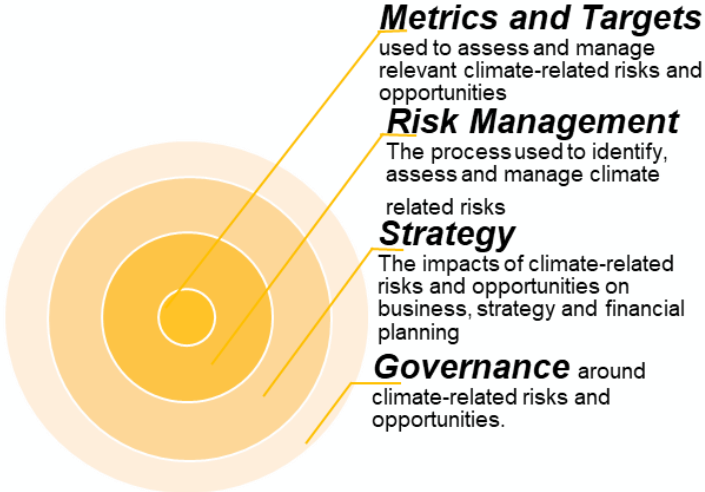 Metrics and Targets
used to assess and manage
relevant climate-related risks and
opportunities
Risk Management
The process used to identify,
assess and manage climate
related risks
Strategy
The impacts of climate-related
risks and opportunities on
business, strategy and financial
planning
Governance around
climate-related risks and
opportunities.